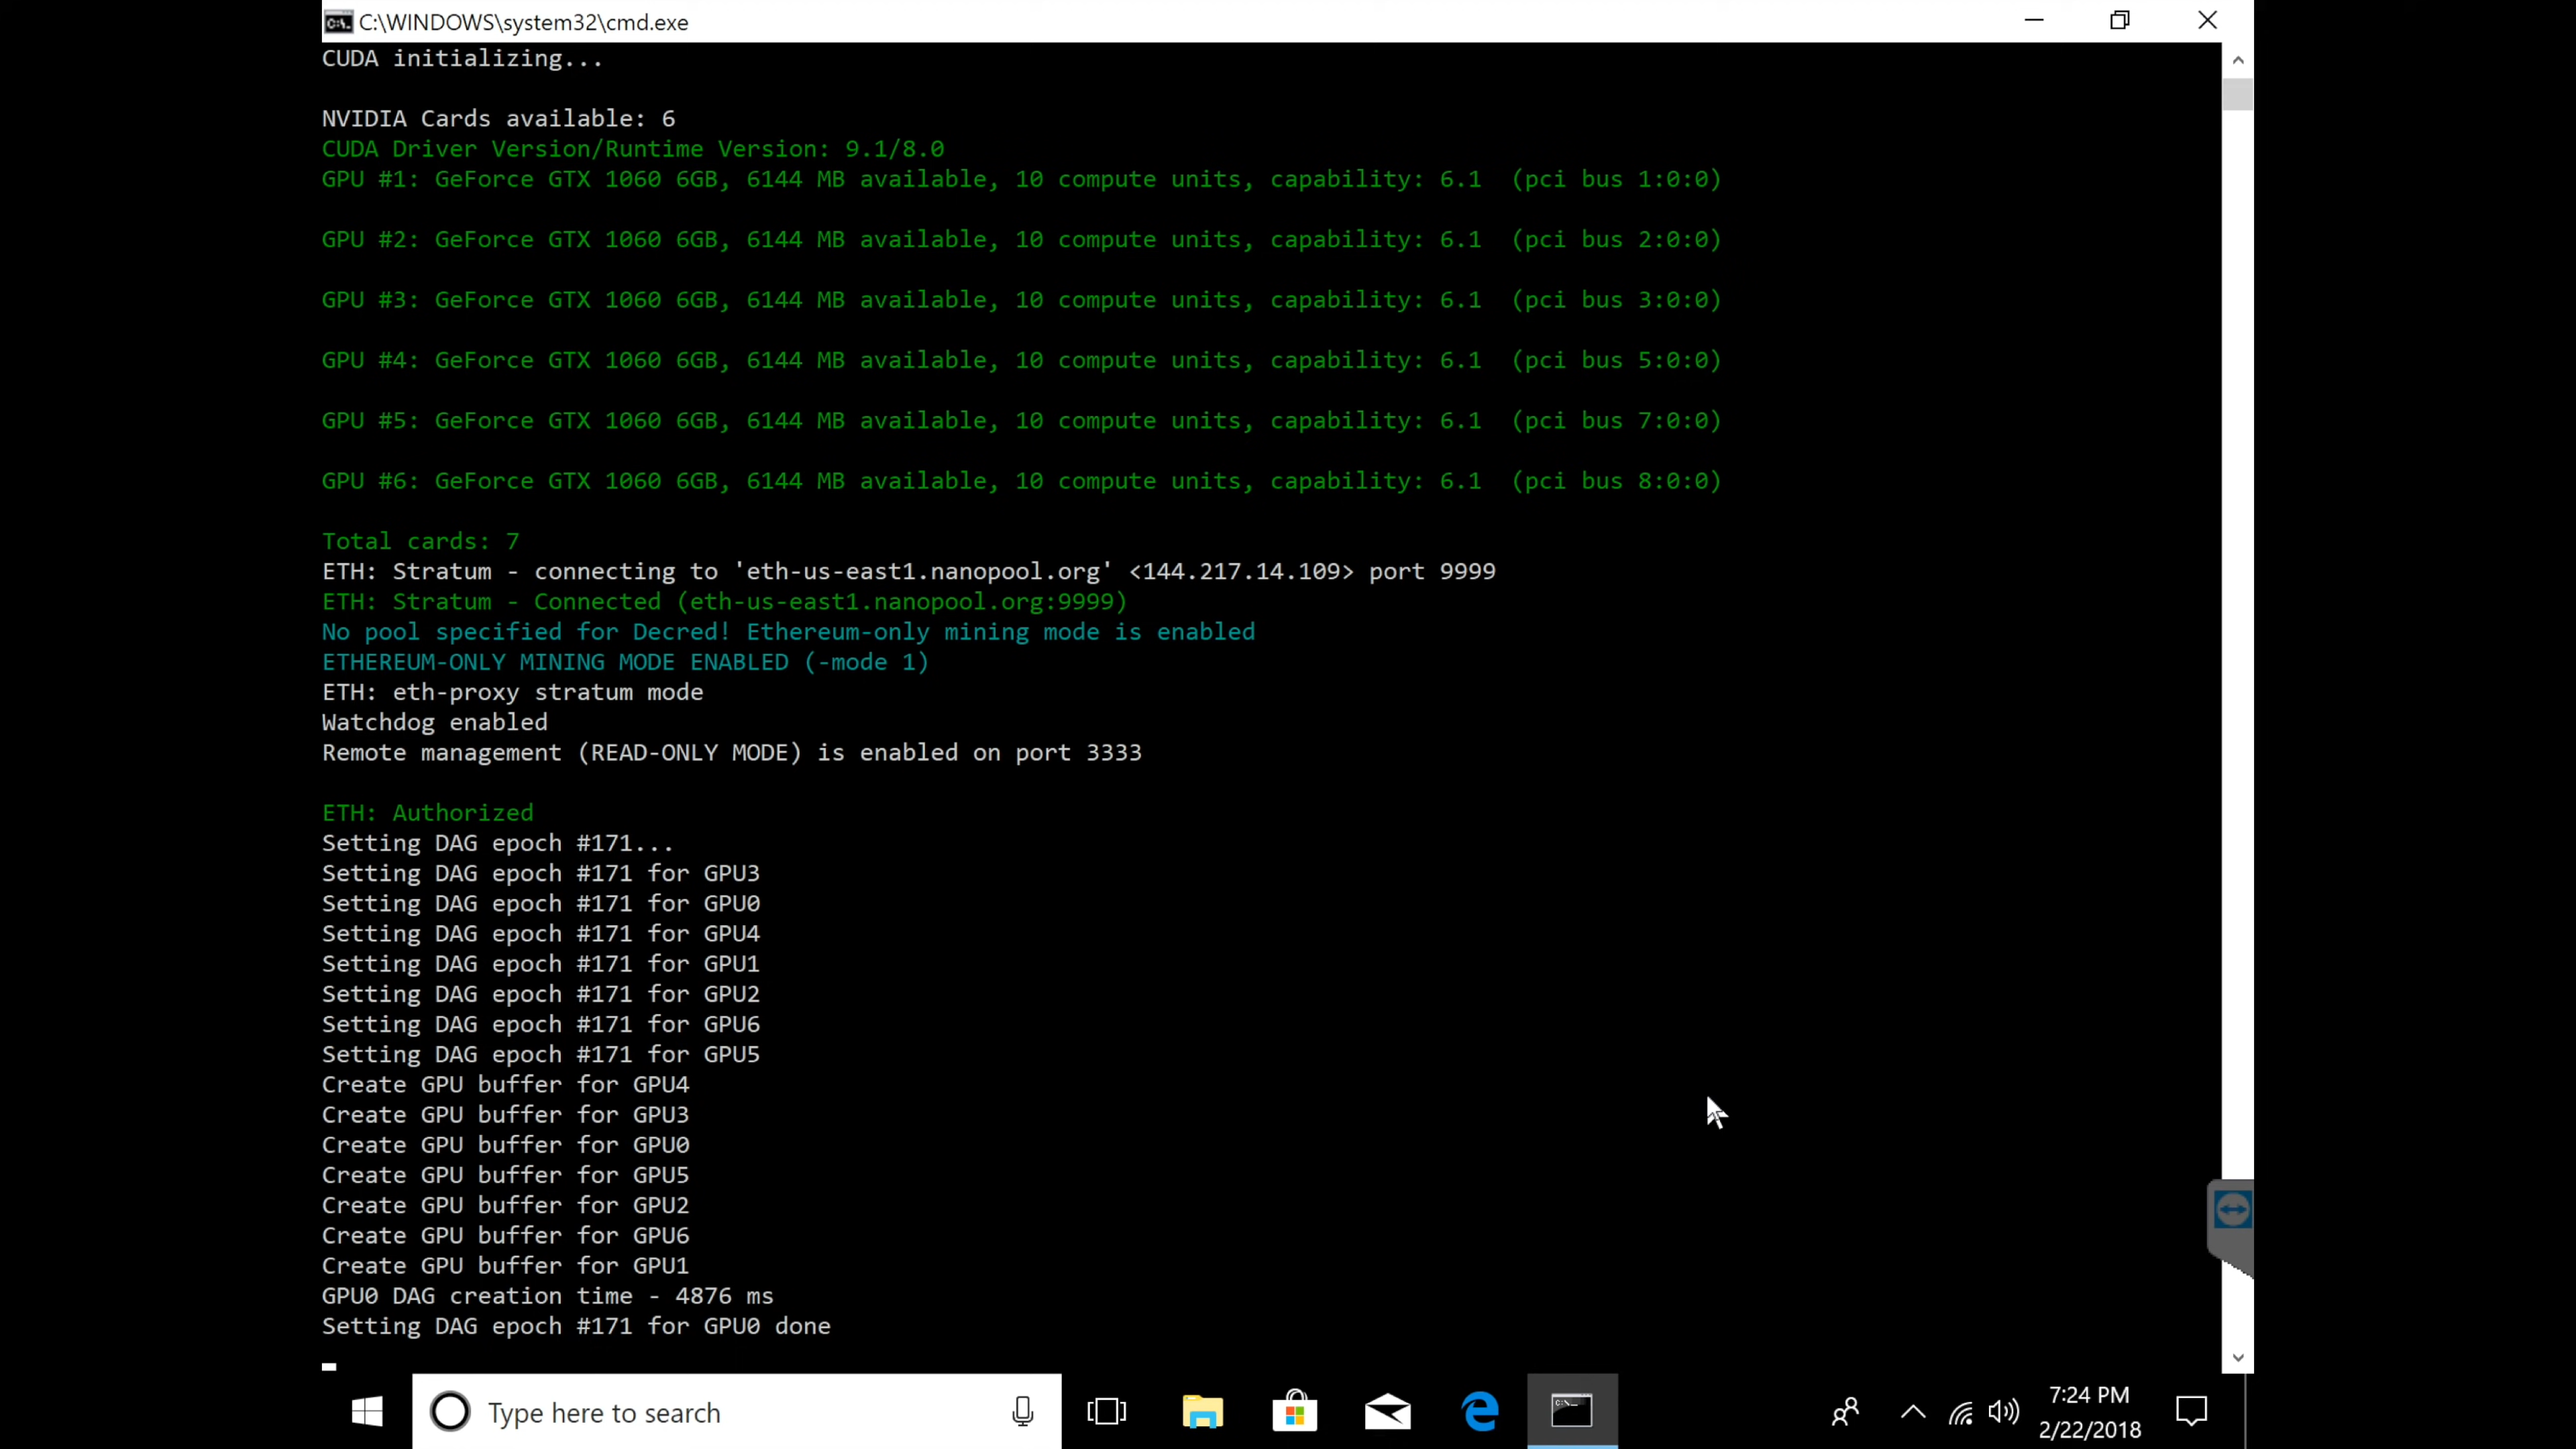 C:\WINDOWS\system32\cmd.exe
CUDA initializing...
NVIDIA Cards available: 6
CUDA Driver Version/Runtime Version: 9.1/8.0
GPU #1: GeForce GTX 1060 6GB, 6144 MB available, 10 compute units, capability: 6.1  (pci bus 1:0:0)
GPU #2: GeForce GTX 1060 6GB, 6144 MB available, 10 compute units, capability: 6.1  (pci bus 2:0:0)
GPU #3: GeForce GTX 1060 6GB, 6144 MB available, 10 compute units, capability: 6.1  (pci bus 3:0:0)
GPU #4: GeForce GTX 1060 6GB, 6144 MB available, 10 compute units, capability: 6.1  (pci bus 5:0:0)
GPU #5: GeForce GTX 1060 6GB, 6144 MB available, 10 compute units, capability: 6.1  (pci bus 7:0:0)
GPU #6: GeForce GTX 1060 6GB, 6144 MB available, 10 compute units, capability: 6.1  (pci bus 8:0:0)
Total cards: 7
ETH: Stratum - connecting to 'eth-us-east1.nanopool.org' <144.217.14.109> port 9999
ETH: Stratum - Connected (eth-us-east1.nanopool.org:9999)
No pool specified for Decred! Ethereum-only mining mode is enabled
ETHEREUM-ONLY MINING MODE ENABLED (-mode 1)
ETH: eth-proxy stratum mode
Watchdog enabled
Remote management (READ-ONLY MODE) is enabled on port 3333
ETH: Authorized
Setting DAG epoch #171...
Setting DAG epoch #171 for GPU3
Setting DAG epoch #171 for GPU0
Setting DAG epoch #171 for GPU4
Setting DAG epoch #171 for GPU1
Setting DAG epoch #171 for GPU2
Setting DAG epoch #171 for GPU6
Setting DAG epoch #171 for GPU5
Create GPU buffer for GPU4
Create GPU buffer for GPU3
Create GPU buffer for GPU0
Create GPU buffer for GPU5
Create GPU buffer for GPU2
Create GPU buffer for GPU6
Create GPU buffer for GPU1
GPU0 DAG creation time - 4876 ms
Setting DAG epoch #171 for GPU0 done
Type here to search
7:24 PM
2/22/2018